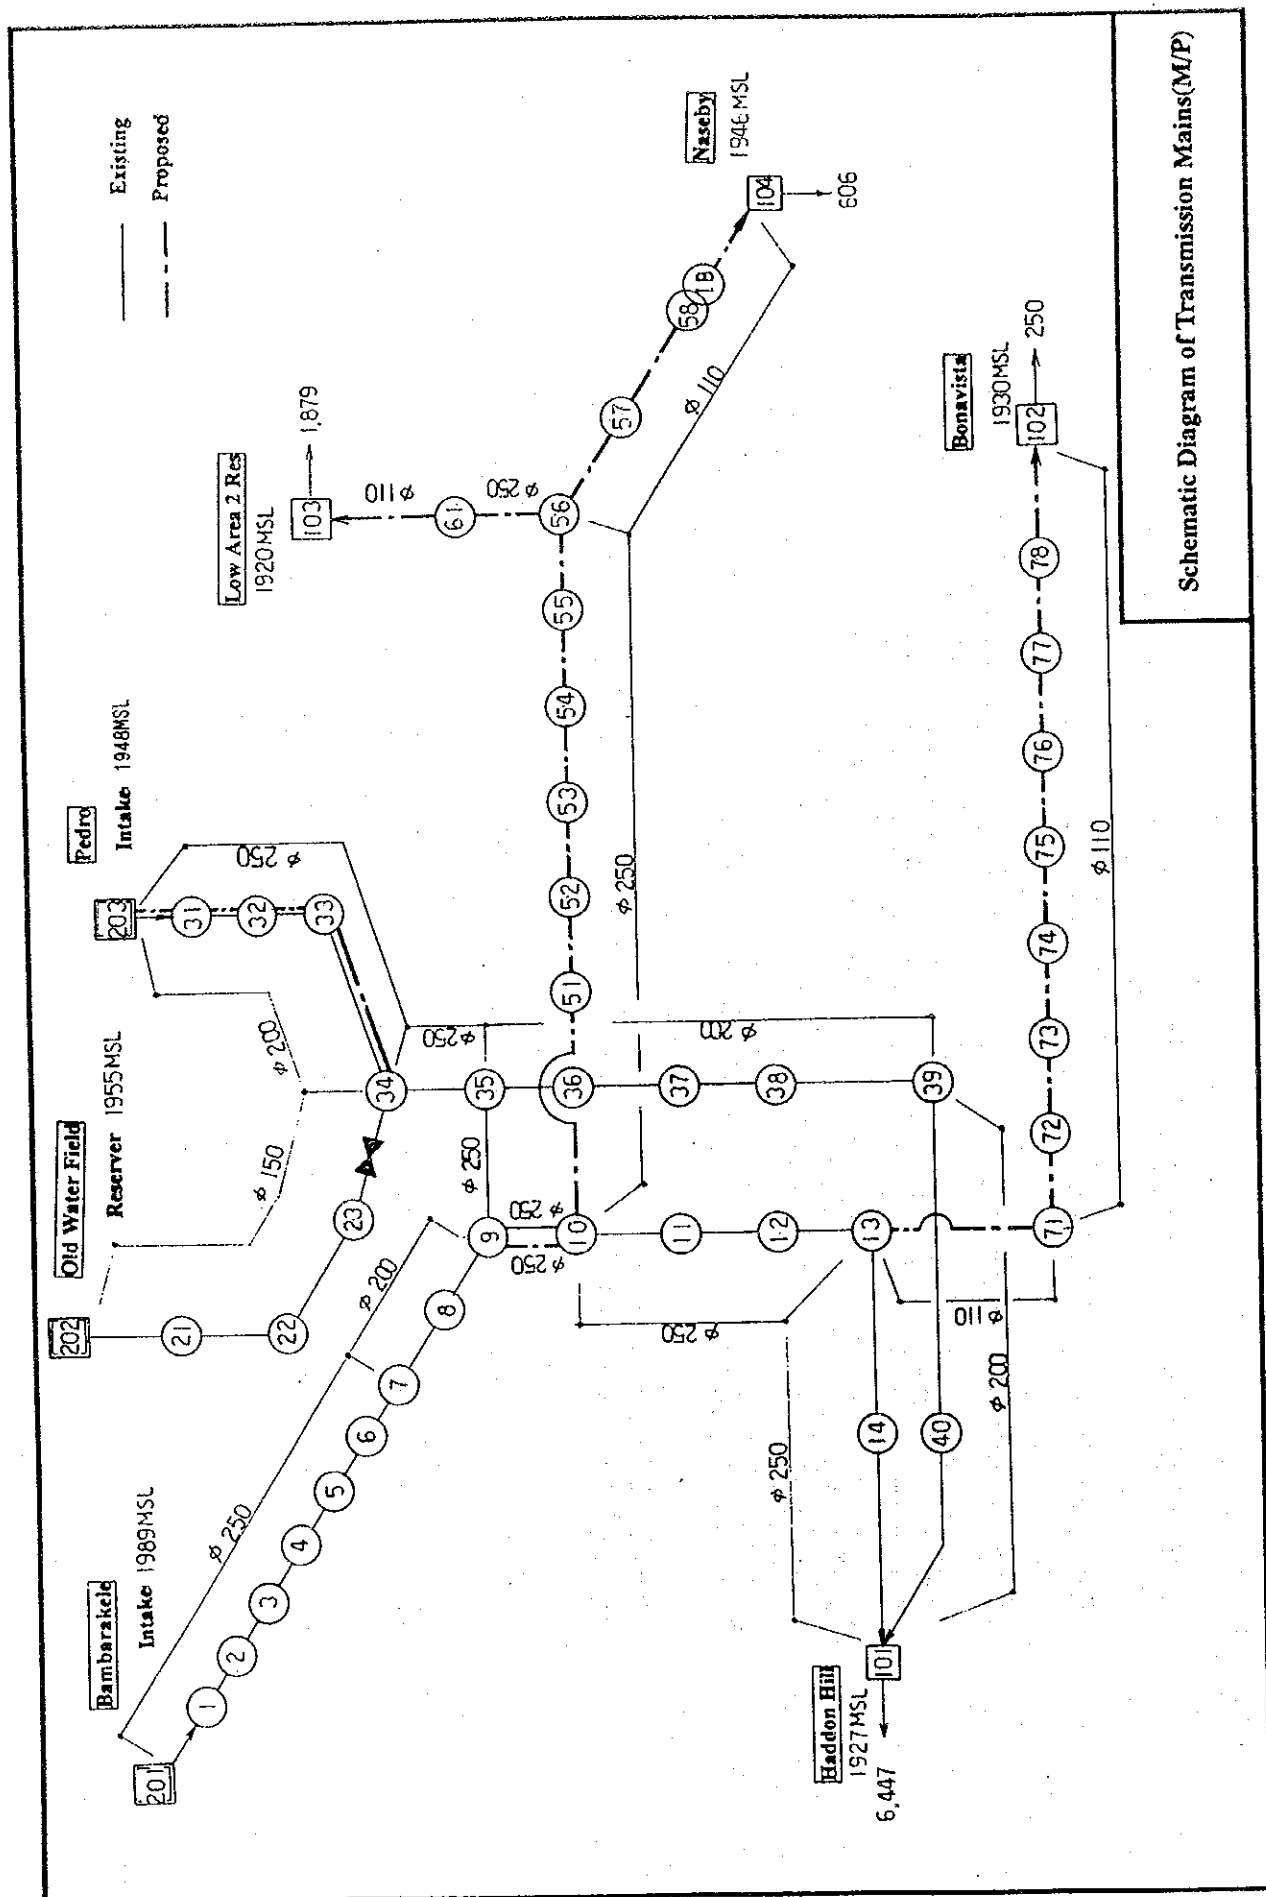 Existing
Proposed
Bambarakele
Intake 1989MSL
201
1
2
3
4
5
6
7
8
9
ø 250
ø 200
Old Water Field
Reserver 1955MSL
202
21
22
23
ø 150
ø 200
Pedro
Intake 1948MSL
203
31
32
33
34
ø 250
ø 250
35
ø 250
36
37
38
39
ø 200
ø 250
ø 250
10
11
12
13
14
40
ø 250
ø 250
ø 110
ø 200
Haddon Hill
1927MSL
101
6,447
51
52
53
54
55
56
ø 250
ø 250
61
ø 110
Low Area 2 Res
1920MSL
103
1,879
57
58
18
ø 110
Naseby
1946MSL
104
606
71
72
73
74
75
76
77
78
ø 110
Bonavista
1930MSL
102
250
Schematic Diagram of Transmission Mains(M/P)